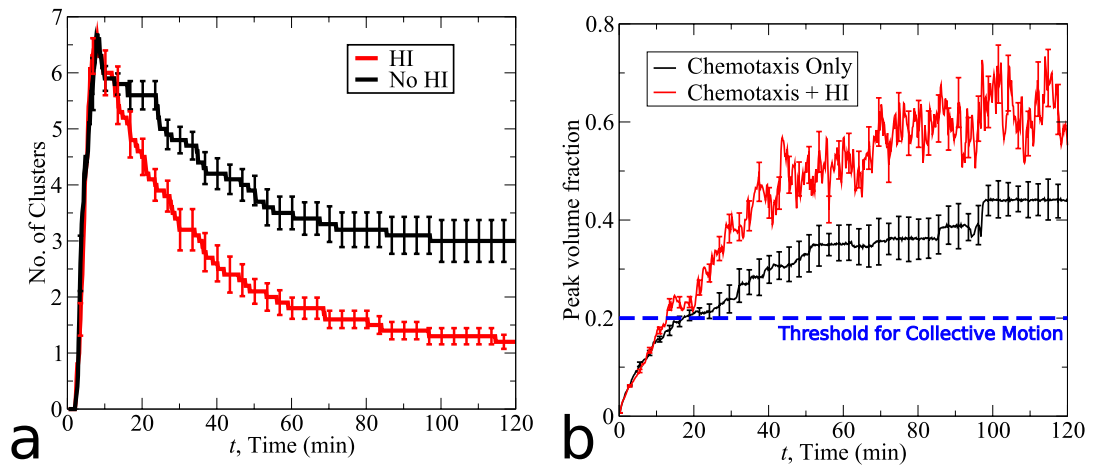 7
6
5
4
3
2
1
0
No. of Clusters
HI
No HI
0 20 40 60 80 100 120
t, Time (min)
a
0.8
0.6
0.4
0.2
0
Peak volume fraction
Chemotaxis Only
Chemotaxis + HI
Threshold for Collective Motion
0 20 40 60 80 100 120
t, Time (min)
b